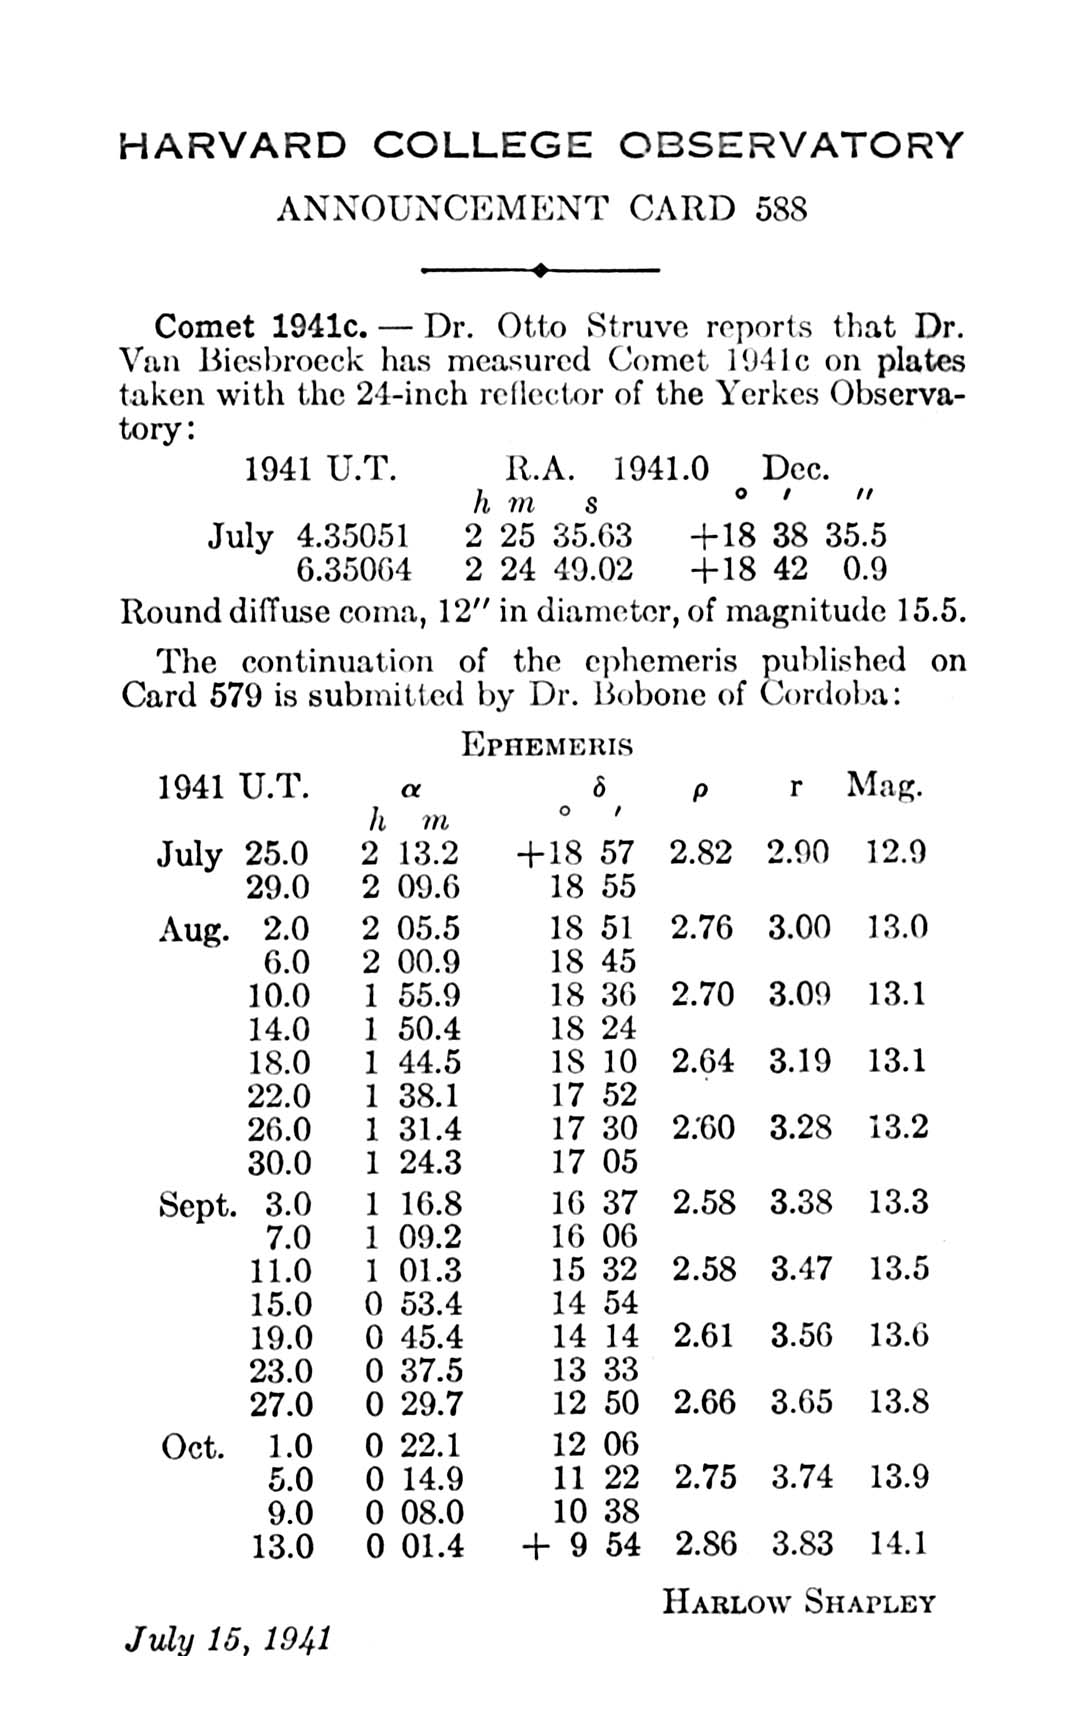 HARVARD COLLEGE OBSERVATORY
ANNOUNCEMENT CARD 588
Comet 1941c. — Dr. Otto Struve reports that Dr.
Van Biesbroeck has measured Comet 1941c on plates
taken with the 24-inch reflector of the Yerkes Observa-
tory:
1941 U.T. R.A. 1941.0 Dec.
h m s ° ′ ″
July 4.35051 2 25 35.63 +18 38 35.5
6.35064 2 24 49.02 +18 42 0.9
Round diffuse coma, 12″ in diameter, of magnitude 15.5.
The continuation of the ephemeris published on
Card 579 is submitted by Dr. Bobone of Cordoba:
EPHEMERIS
1941 U.T. α δ ρ r Mag.
h m ° ′
July 25.0 2 13.2 +18 57 2.82 2.90 12.9
29.0 2 09.6 18 55
Aug. 2.0 2 05.5 18 51 2.76 3.00 13.0
6.0 2 00.9 18 45
10.0 1 55.9 18 36 2.70 3.09 13.1
14.0 1 50.4 18 24
18.0 1 44.5 18 10 2.64 3.19 13.1
22.0 1 38.1 17 52
26.0 1 31.4 17 30 2.60 3.28 13.2
30.0 1 24.3 17 05
Sept. 3.0 1 16.8 16 37 2.58 3.38 13.3
7.0 1 09.2 16 06
11.0 1 01.3 15 32 2.58 3.47 13.5
15.0 0 53.4 14 54
19.0 0 45.4 14 14 2.61 3.56 13.6
23.0 0 37.5 13 33
27.0 0 29.7 12 50 2.66 3.65 13.8
Oct. 1.0 0 22.1 12 06
5.0 0 14.9 11 22 2.75 3.74 13.9
9.0 0 08.0 10 38
13.0 0 01.4 + 9 54 2.86 3.83 14.1
HARLOW SHAPLEY
July 15, 1941